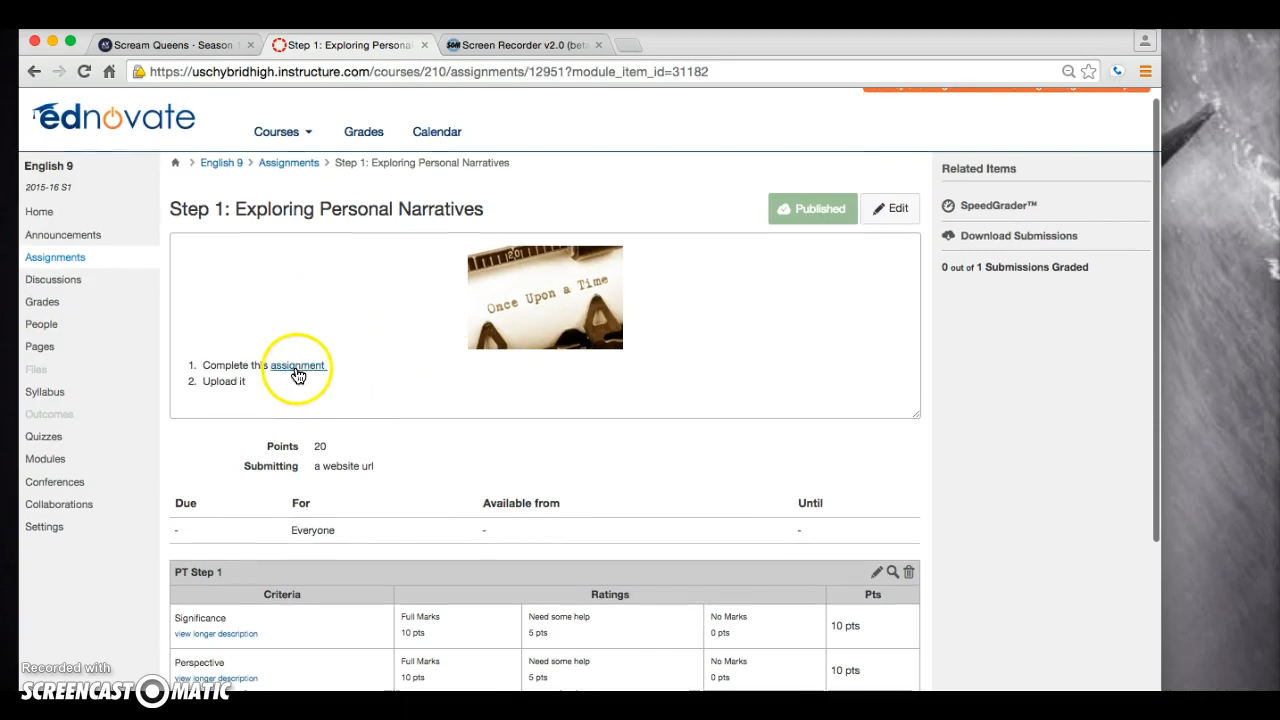 Scream Queens - Season
Step 1: Exploring Personal
Screen Recorder v2.0 (bet
https://uschybridhigh.instructure.com/courses/210/assignments/12951?module_item_id=31182
ednovate
Courses
Grades
Calendar
English 9
2015-16 S1
Home
Announcements
Assignments
Discussions
Grades
People
Pages
Files
Syllabus
Outcomes
Quizzes
Modules
Conferences
Collaborations
Settings
English 9 > Assignments > Step 1: Exploring Personal Narratives
Step 1: Exploring Personal Narratives
Published
Edit
20
Once Upon a Time
1. Complete this assignment
2. Upload it
Points 20
Submitting a website url
Due For Available from Until
- Everyone - -
PT Step 1
Criteria Ratings Pts
Significance
view longer description
Full Marks
10 pts
Need some help
5 pts
No Marks
0 pts
10 pts
Perspective
view longer description
Full Marks
10 pts
Need some help
5 pts
No Marks
0 pts
10 pts
Related Items
SpeedGrader™
Download Submissions
0 out of 1 Submissions Graded
Recorded with
SCREENCAST-O-MATIC